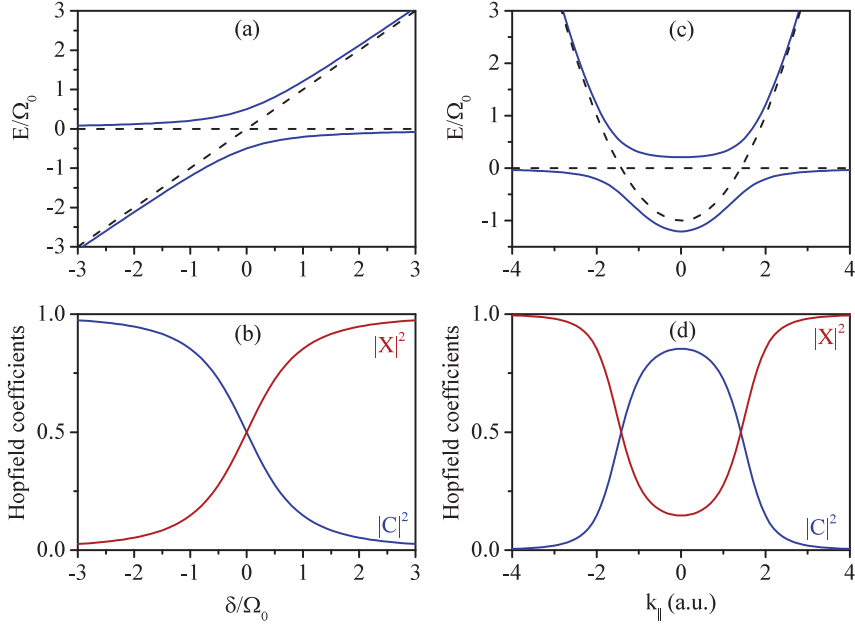 (a)
E/Ω₀
3
2
1
0
-1
-2
-3
-3 -2 -1 0 1 2 3
(c)
E/Ω₀
3
2
1
0
-1
-4 -2 0 2 4
(b)
Hopfield coefficients
1.0
0.5
0.0
|X|²
|C|²
-3 -2 -1 0 1 2 3
δ/Ω₀
(d)
Hopfield coefficients
1.0
0.5
0.0
|X|²
|C|²
-4 -2 0 2 4
k∥ (a.u.)